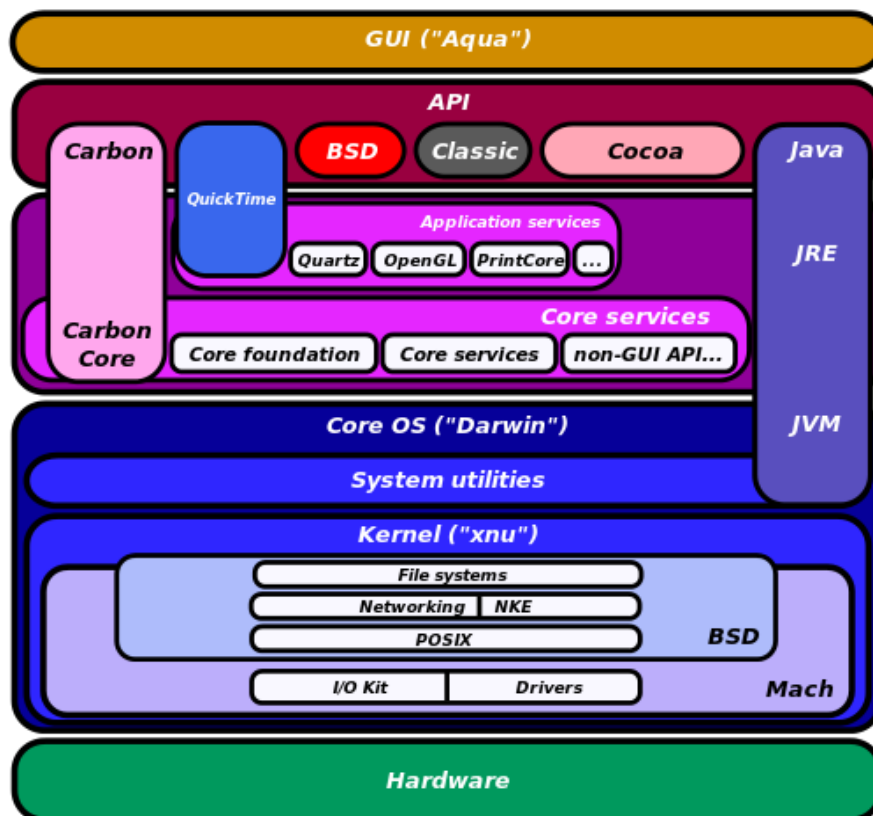 GUI ("Aqua")
API
Carbon
QuickTime
BSD
Classic
Cocoa
Java
Application services
Quartz
OpenGL
PrintCore
...
JRE
Carbon
Core
Core services
Core foundation
Core services
non-GUI API...
Core OS ("Darwin")
JVM
System utilities
Kernel ("xnu")
File systems
Networking
NKE
POSIX
BSD
I/O Kit
Drivers
Mach
Hardware